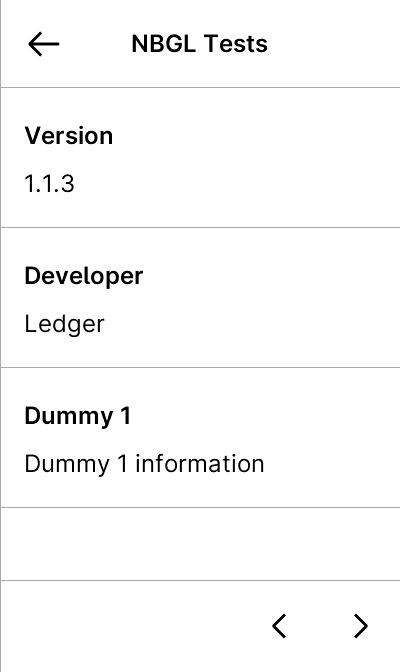 NBGL Tests
Version
1.1.3
Developer
Ledger
Dummy 1
Dummy 1 information